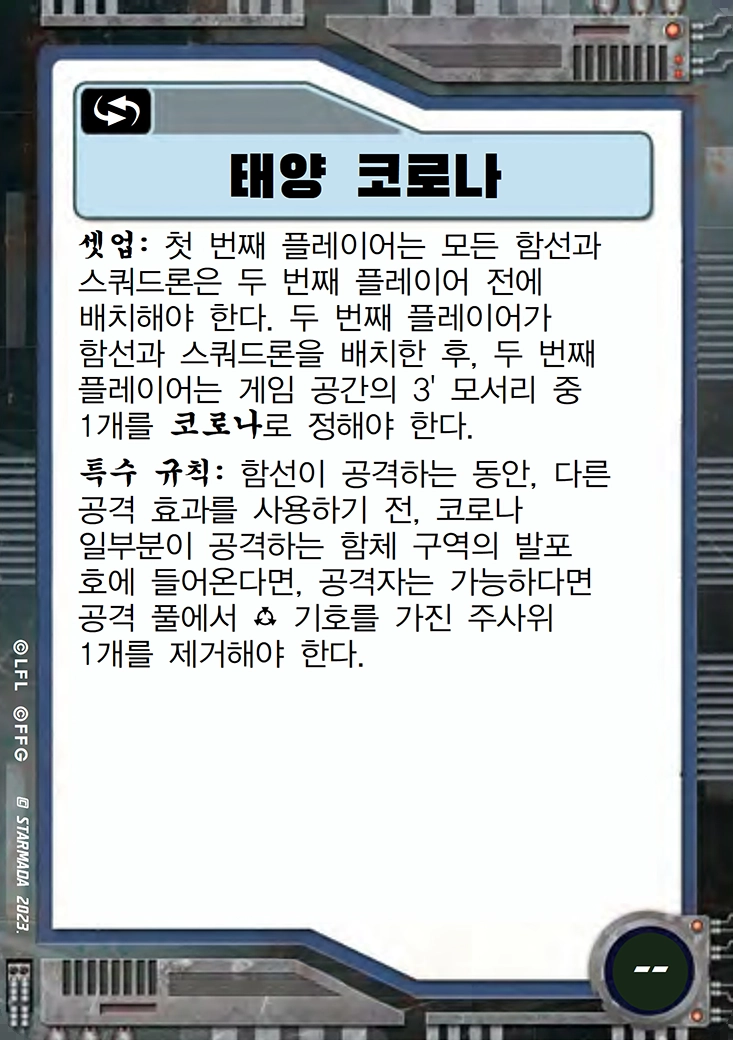 태양 코로나
셋업: 첫 번째 플레이어는 모든 함선과
스쿼드론은 두 번째 플레이어 전에
배치해야 한다. 두 번째 플레이어가
함선과 스쿼드론을 배치한 후, 두 번째
플레이어는 게임 공간의 3' 모서리 중
1개를 코로나로 정해야 한다.
특수 규칙: 함선이 공격하는 동안, 다른
공격 효과를 사용하기 전, 코로나
일부분이 공격하는 함체 구역의 발포
호에 들어온다면, 공격자는 가능하다면
공격 풀에서 기호를 가진 주사위
1개를 제거해야 한다.
©LFL ©FFG @ STARMADA 2023.
--